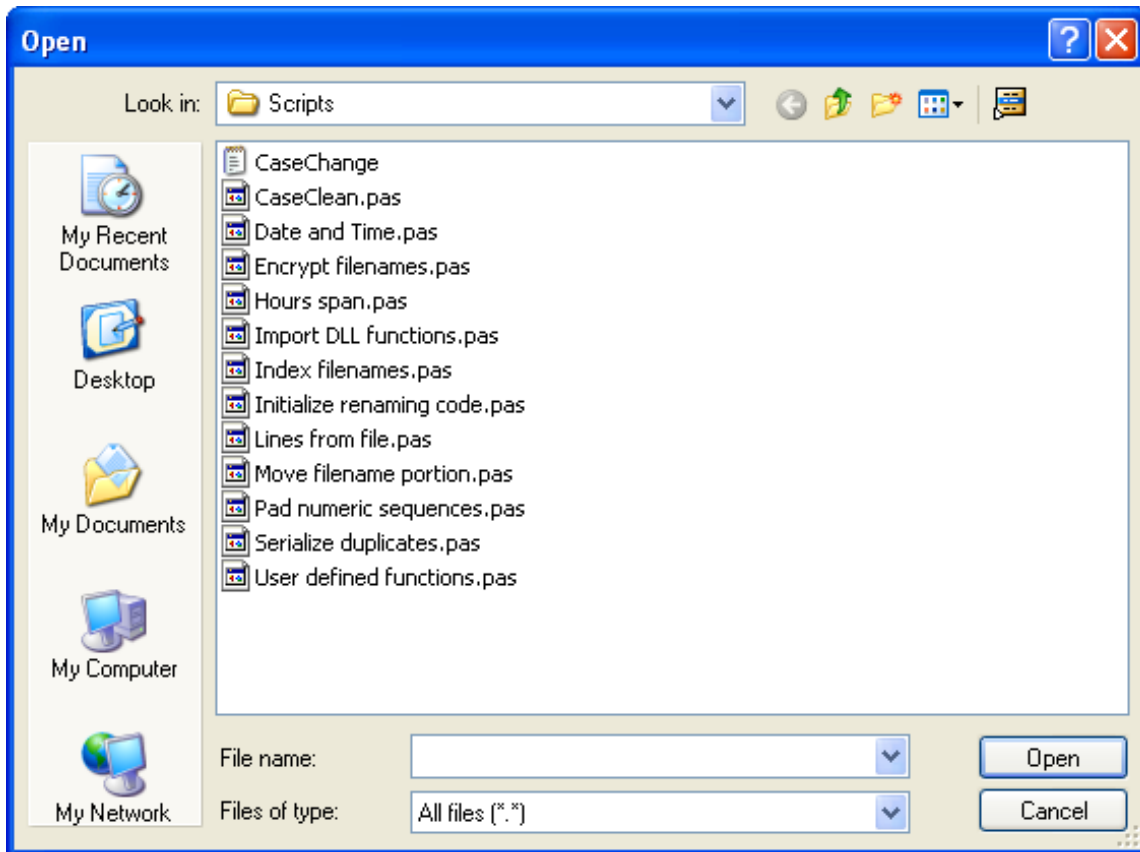 Open
Look in:
Scripts
My Recent
Documents
Desktop
My Documents
My Computer
My Network
CaseChange
CaseClean.pas
Date and Time.pas
Encrypt filenames.pas
Hours span.pas
Import DLL functions.pas
Index filenames.pas
Initialize renaming code.pas
Lines from file.pas
Move filename portion.pas
Pad numeric sequences.pas
Serialize duplicates.pas
User defined functions.pas
File name:
Open
Files of type:
All files (*.*)
Cancel